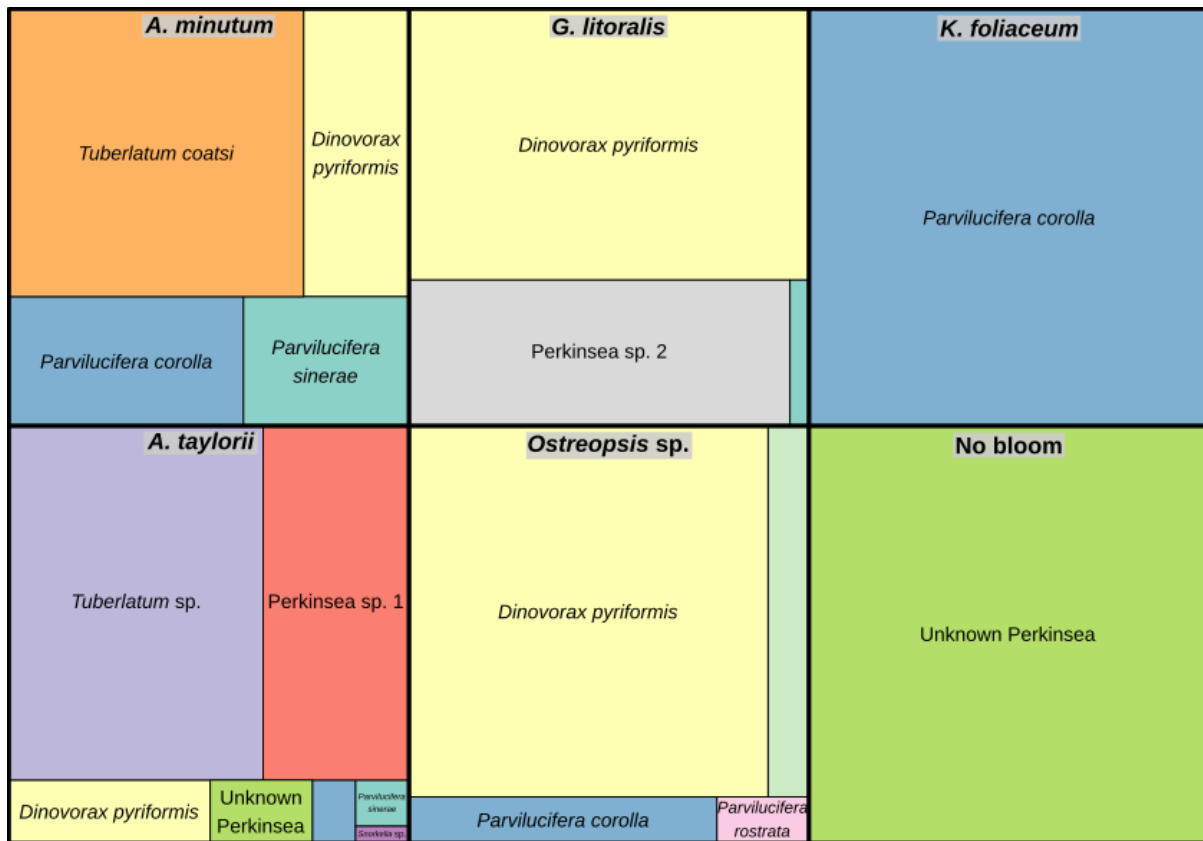 A. minutum
Tuberlatum coatsi
Dinovorax
pyriformis
Parvilucifera corolla
Parvilucifera
sinerae
G. litoralis
Dinovorax pyriformis
Perkinsea sp. 2
K. foliaceum
Parvilucifera corolla
A. taylorii
Tuberlatum sp.
Perkinsea sp. 1
Dinovorax pyriformis
Unknown
Perkinsea
Parvilucifera
sinerae
Snorkelia sp.
Ostreopsis sp.
Dinovorax pyriformis
Parvilucifera corolla
Parvilucifera
rostrata
No bloom
Unknown Perkinsea